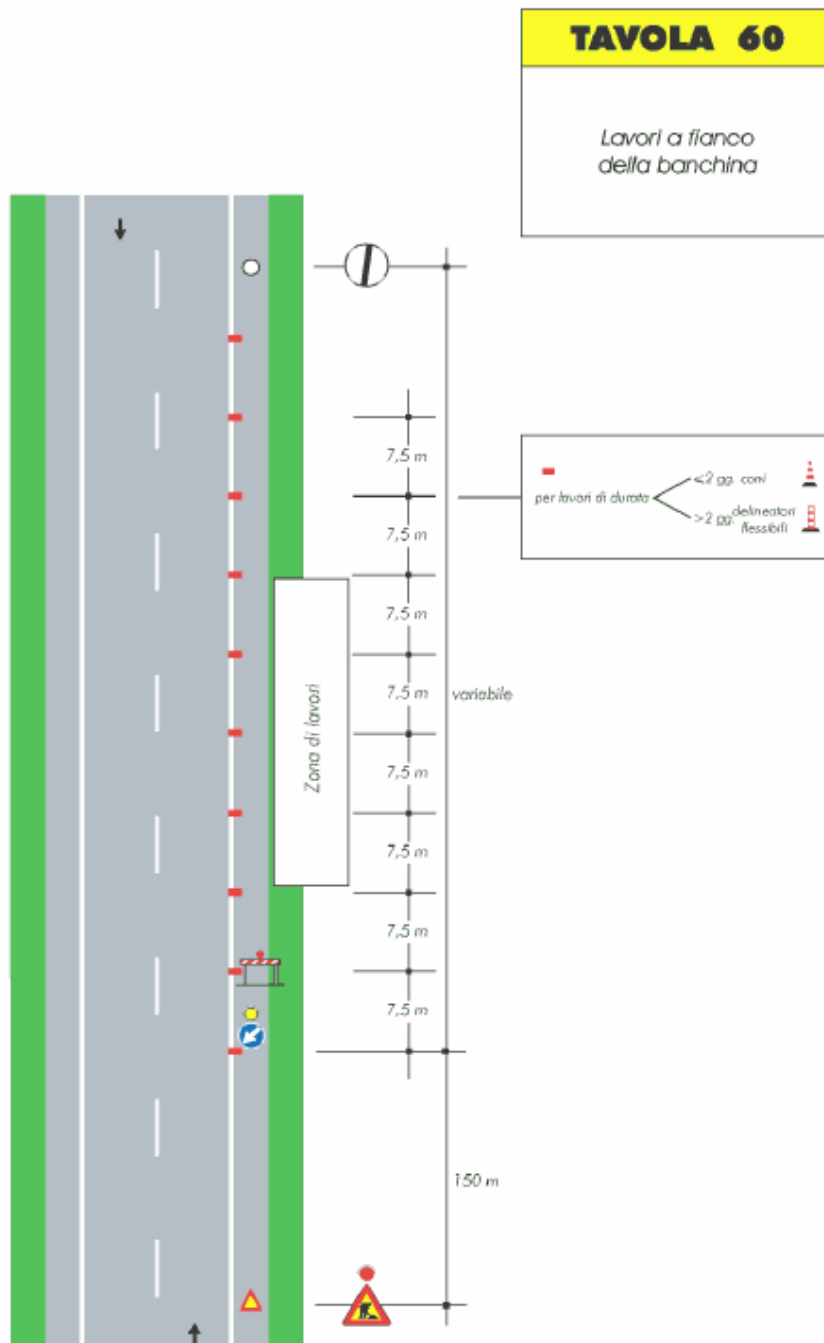 TAVOLA 60
Lavori a fianco
della banchina
7,5 m
per lavori di durata
≤2 gg. coni
>2 gg. delineatori
flessibili
7,5 m
7,5 m
7,5 m
variabile
Zona di lavori
7,5 m
7,5 m
7,5 m
7,5 m
150 m